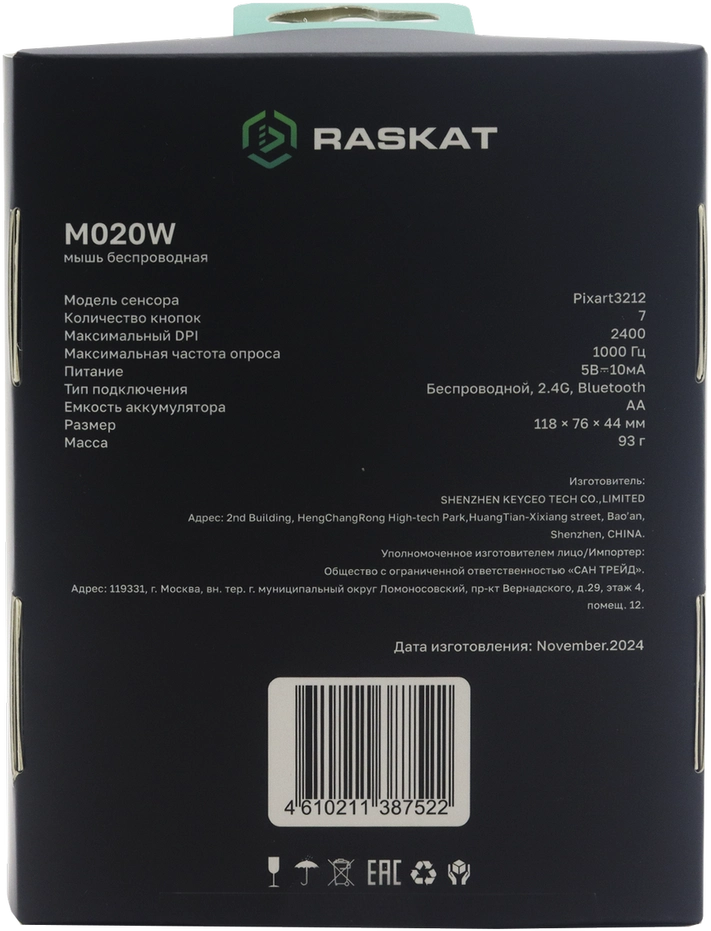 RASKAT
M020W
мышь беспроводная
Модель сенсора Pixart3212
Количество кнопок 7
Максимальный DPI 2400
Максимальная частота опроса 1000 Гц
Питание 5В⎓10мА
Тип подключения Беспроводной, 2.4G, Bluetooth
Емкость аккумулятора AA
Размер 118 × 76 × 44 мм
Масса 93 г
Изготовитель:
SHENZHEN KEYCEO TECH CO.,LIMITED
Адрес: 2nd Building, HengChangRong High-tech Park,HuangTian-Xixiang street, Bao’an,
Shenzhen, CHINA.
Уполномоченное изготовителем лицо/Импортер:
Общество с ограниченной ответственностью «САН ТРЕЙД».
Адрес: 119331, г. Москва, вн. тер. г. муниципальный округ Ломоносовский, пр-кт Вернадского, д.29, этаж 4,
помещ. 12.
Дата изготовления: November.2024
4 610211 387522
EAC